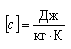 [c] = Дж / кг · К